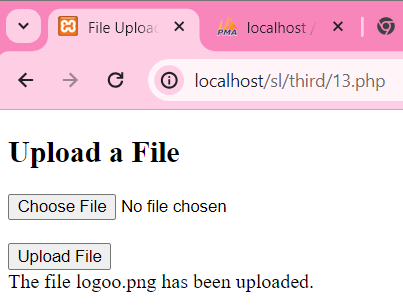 File Uploa
PMA
localhost /
localhost/sl/third/13.php
Upload a File
Choose File No file chosen
Upload File
The file logoo.png has been uploaded.